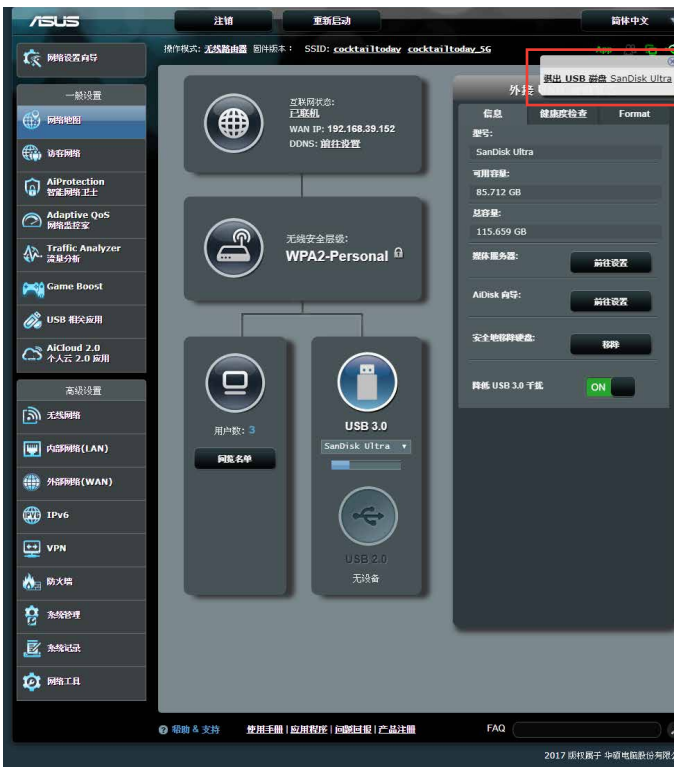 ASUS
注销
重新启动
简体中文
操作模式: 无线路由器 固件版本: SSID: cocktailtoday cocktailtoday_5G
App
退出 USB 磁盘 SanDisk Ultra
网络设置向导
一般设置
网络地图
访客网络
AiProtection
智能网络卫士
Adaptive QoS
网络监控家
Traffic Analyzer
流量分析
Game Boost
USB 相关应用
AiCloud 2.0
个人云 2.0 应用
高级设置
无线网络
内部网络(LAN)
外部网络(WAN)
IPv6
VPN
防火墙
系统管理
系统记录
网络工具
互联网状态:
已联机
WAN IP: 192.168.39.152
DDNS: 前往设置
无线安全层级:
WPA2-Personal
用户数: 3
阅览名单
USB 3.0
SanDisk Ultra
USB 2.0
无设备
外接
信息
健康度检查
Format
型号:
SanDisk Ultra
可用容量:
85.712 GB
总容量:
115.659 GB
媒体服务器:
前往设置
AiDisk 向导:
前往设置
安全地移除硬盘:
移除
降低 USB 3.0 干扰
ON
帮助 & 支持
使用手册 | 应用程序 | 问题回报 | 产品注册
FAQ
2017 版权属于 华硕电脑股份有限